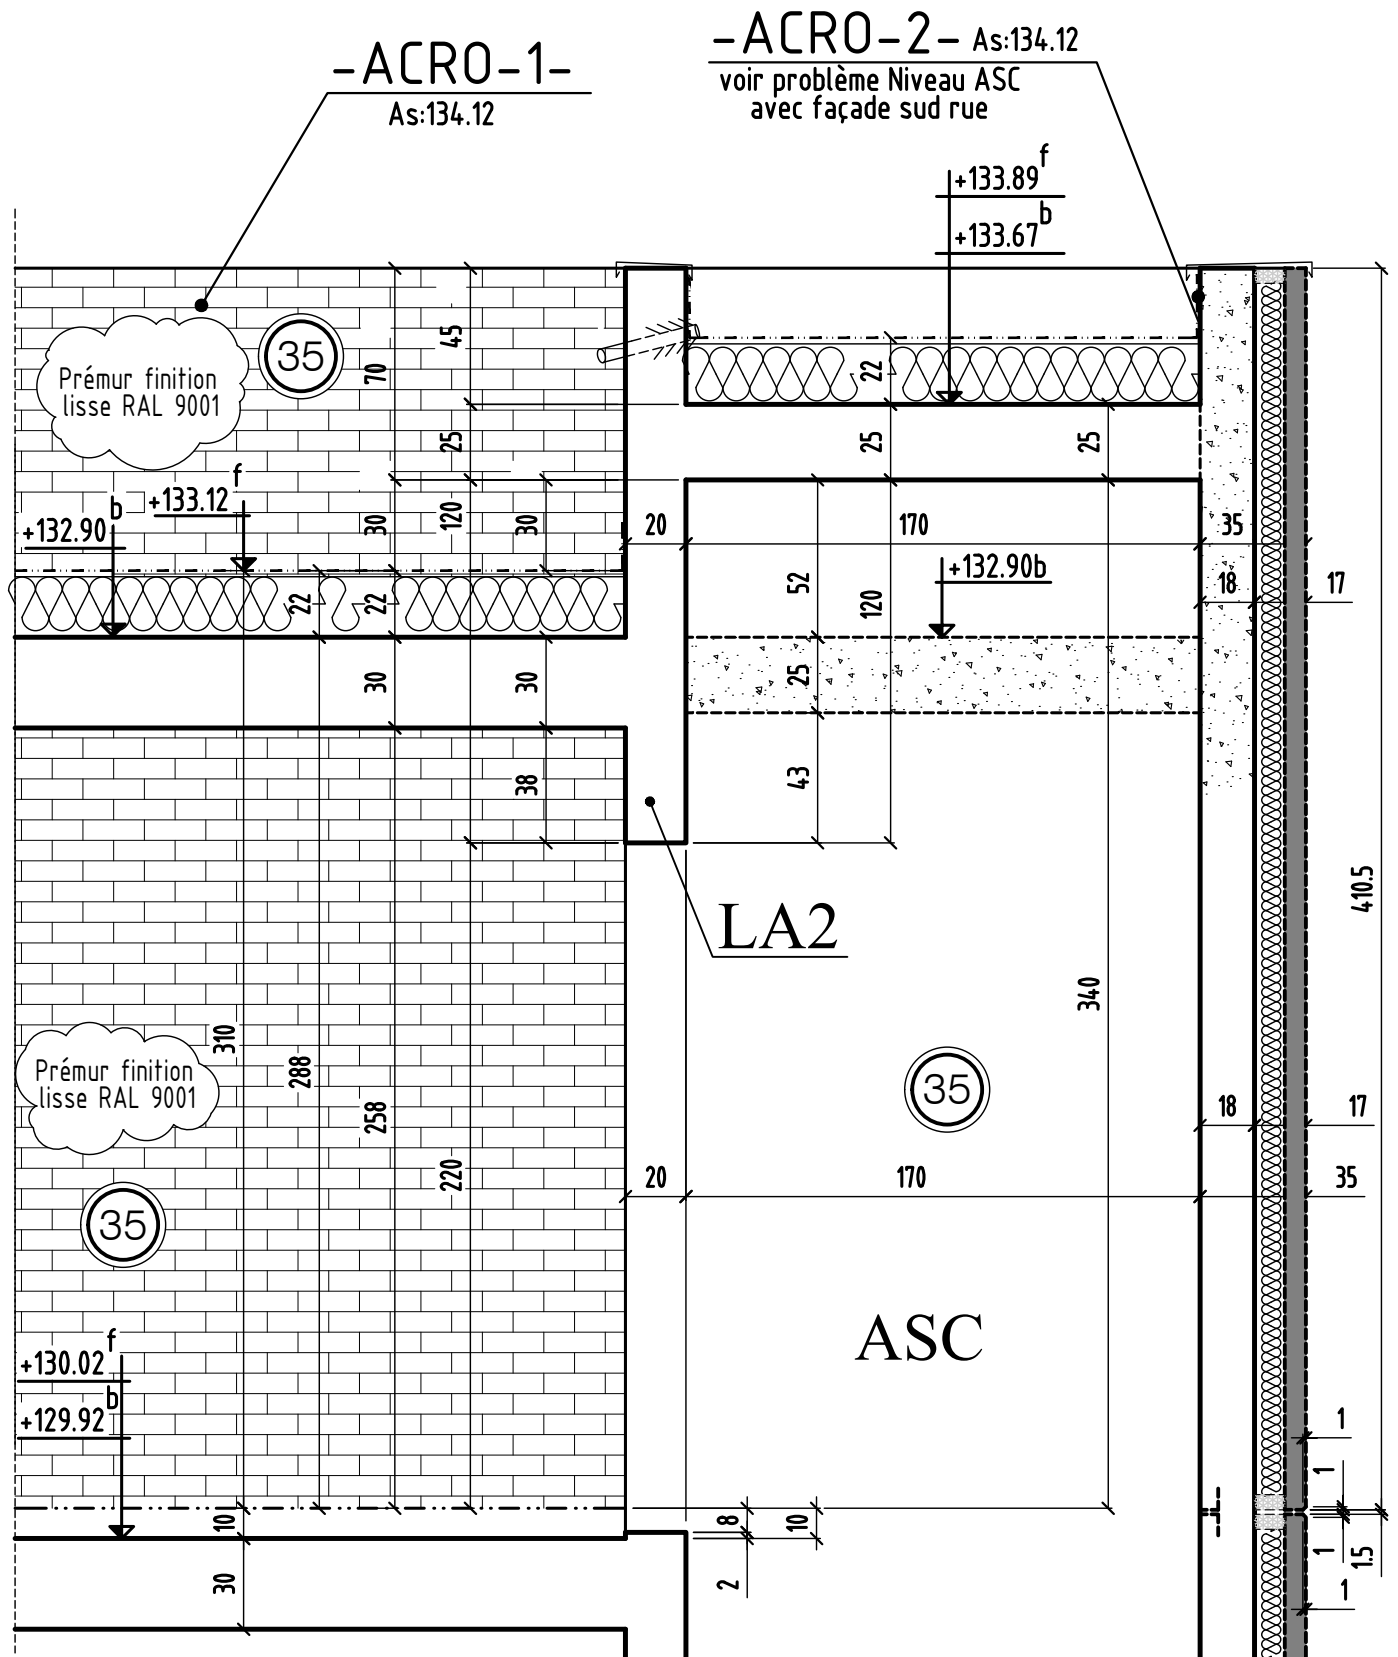 -ACRO-1-
As:134.12
-ACRO-2- As:134.12
voir problème Niveau ASC
avec façade sud rue
f
+133.89
b
+133.67
45
70
35
Prémur finition
lisse RAL 9001
22
25
25
25
f
+133.12
b
+132.90
30
120
30
20
170
35
+132.90b
52
120
18
17
22
22
30
30
25
38
43
410.5
LA2
340
310
288
258
220
Prémur finition
lisse RAL 9001
35
35
18
17
20
170
35
ASC
f
+130.02
b
+129.92
1
1
10
8
10
1
1.5
30
2
1